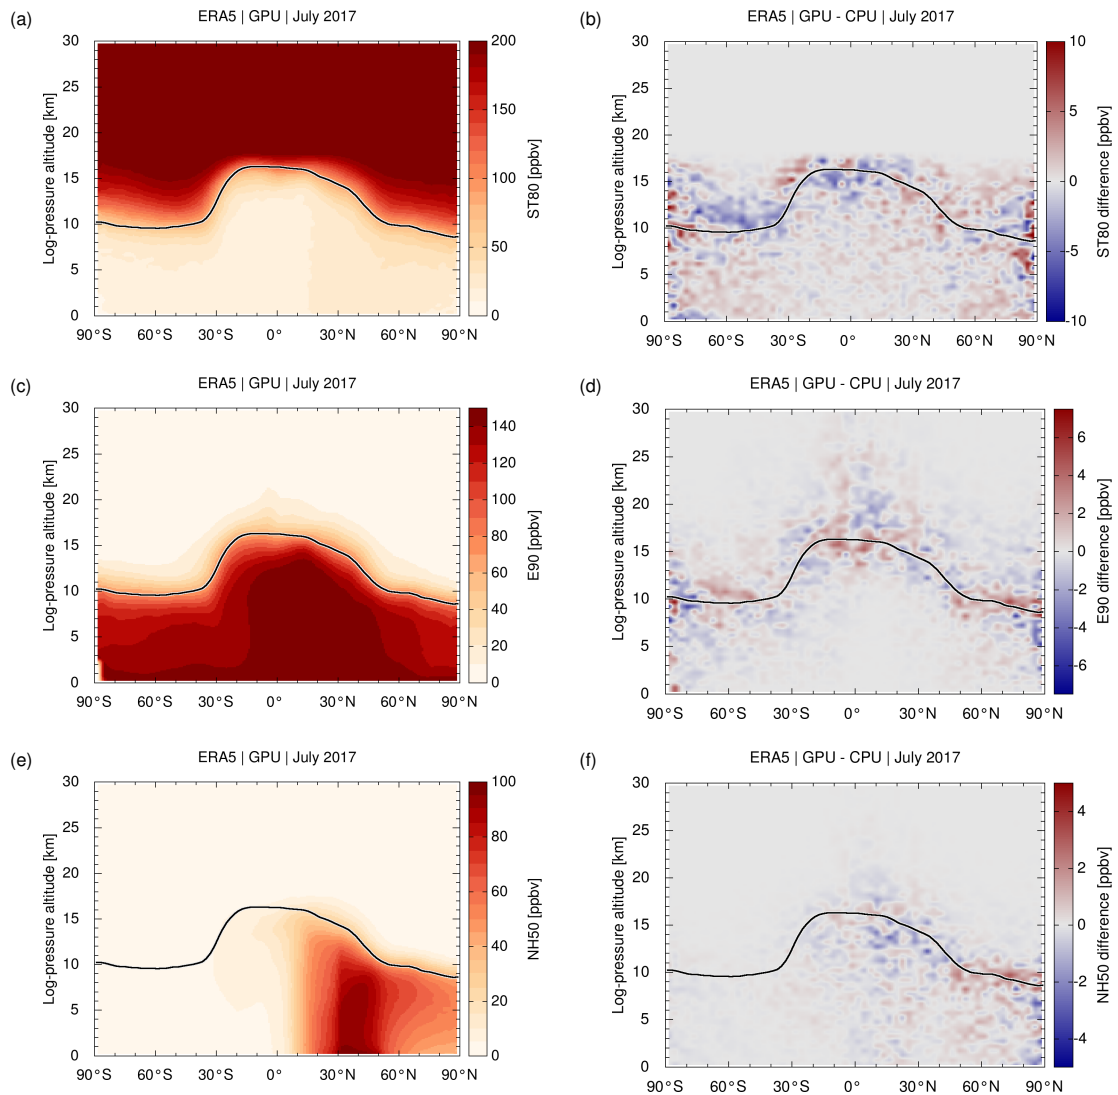 (a)
ERA5 | GPU | July 2017
Log-pressure altitude [km]
30
25
20
15
10
5
0
90°S 60°S 30°S 0° 30°N 60°N 90°N
200
150
100
50
0
ST80 [ppbv]
(b)
ERA5 | GPU - CPU | July 2017
Log-pressure altitude [km]
30
25
20
15
10
5
0
90°S 60°S 30°S 0° 30°N 60°N 90°N
10
5
0
-5
-10
ST80 difference [ppbv]
(c)
ERA5 | GPU | July 2017
Log-pressure altitude [km]
30
25
20
15
10
5
0
90°S 60°S 30°S 0° 30°N 60°N 90°N
140
120
100
80
60
40
20
0
E90 [ppbv]
(d)
ERA5 | GPU - CPU | July 2017
Log-pressure altitude [km]
30
25
20
15
10
5
0
90°S 60°S 30°S 0° 30°N 60°N 90°N
6
4
2
0
-2
-4
-6
E90 difference [ppbv]
(e)
ERA5 | GPU | July 2017
Log-pressure altitude [km]
30
25
20
15
10
5
0
90°S 60°S 30°S 0° 30°N 60°N 90°N
100
80
60
40
20
0
NH50 [ppbv]
(f)
ERA5 | GPU - CPU | July 2017
Log-pressure altitude [km]
30
25
20
15
10
5
0
90°S 60°S 30°S 0° 30°N 60°N 90°N
4
2
0
-2
-4
NH50 difference [ppbv]